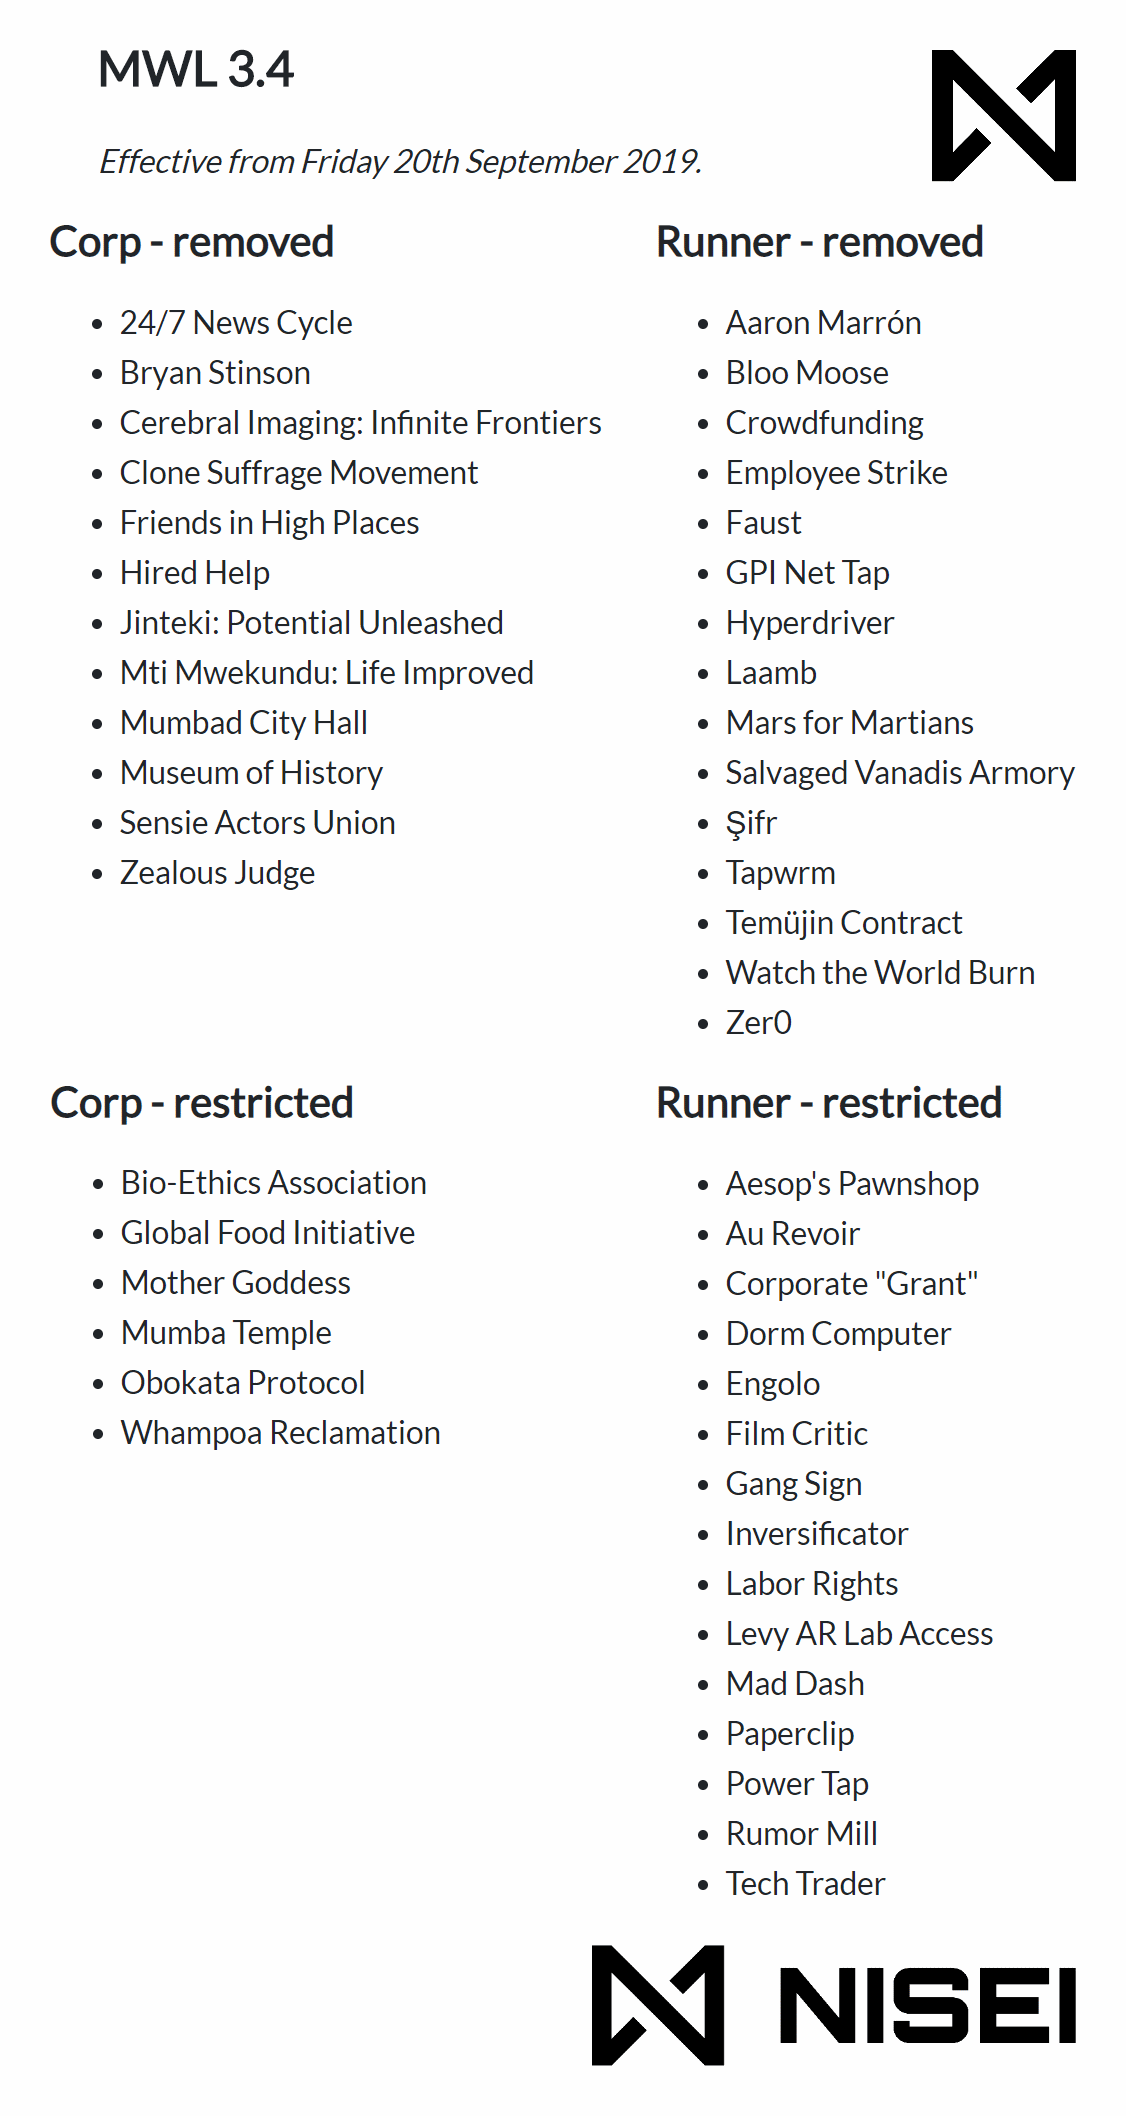 MWL 3.4
Effective from Friday 20th September 2019.
Corp - removed
24/7 News Cycle
Bryan Stinson
Cerebral Imaging: Infinite Frontiers
Clone Suffrage Movement
Friends in High Places
Hired Help
Jinteki: Potential Unleashed
Mti Mwekundu: Life Improved
Mumbad City Hall
Museum of History
Sensie Actors Union
Zealous Judge
Runner - removed
Aaron Marrón
Bloo Moose
Crowdfunding
Employee Strike
Faust
GPI Net Tap
Hyperdriver
Laamb
Mars for Martians
Salvaged Vanadis Armory
Şifr
Tapwrm
Temüjin Contract
Watch the World Burn
Zer0
Corp - restricted
Bio-Ethics Association
Global Food Initiative
Mother Goddess
Mumba Temple
Obokata Protocol
Whampoa Reclamation
Runner - restricted
Aesop's Pawnshop
Au Revoir
Corporate "Grant"
Dorm Computer
Engolo
Film Critic
Gang Sign
Inversificator
Labor Rights
Levy AR Lab Access
Mad Dash
Paperclip
Power Tap
Rumor Mill
Tech Trader
NISEI